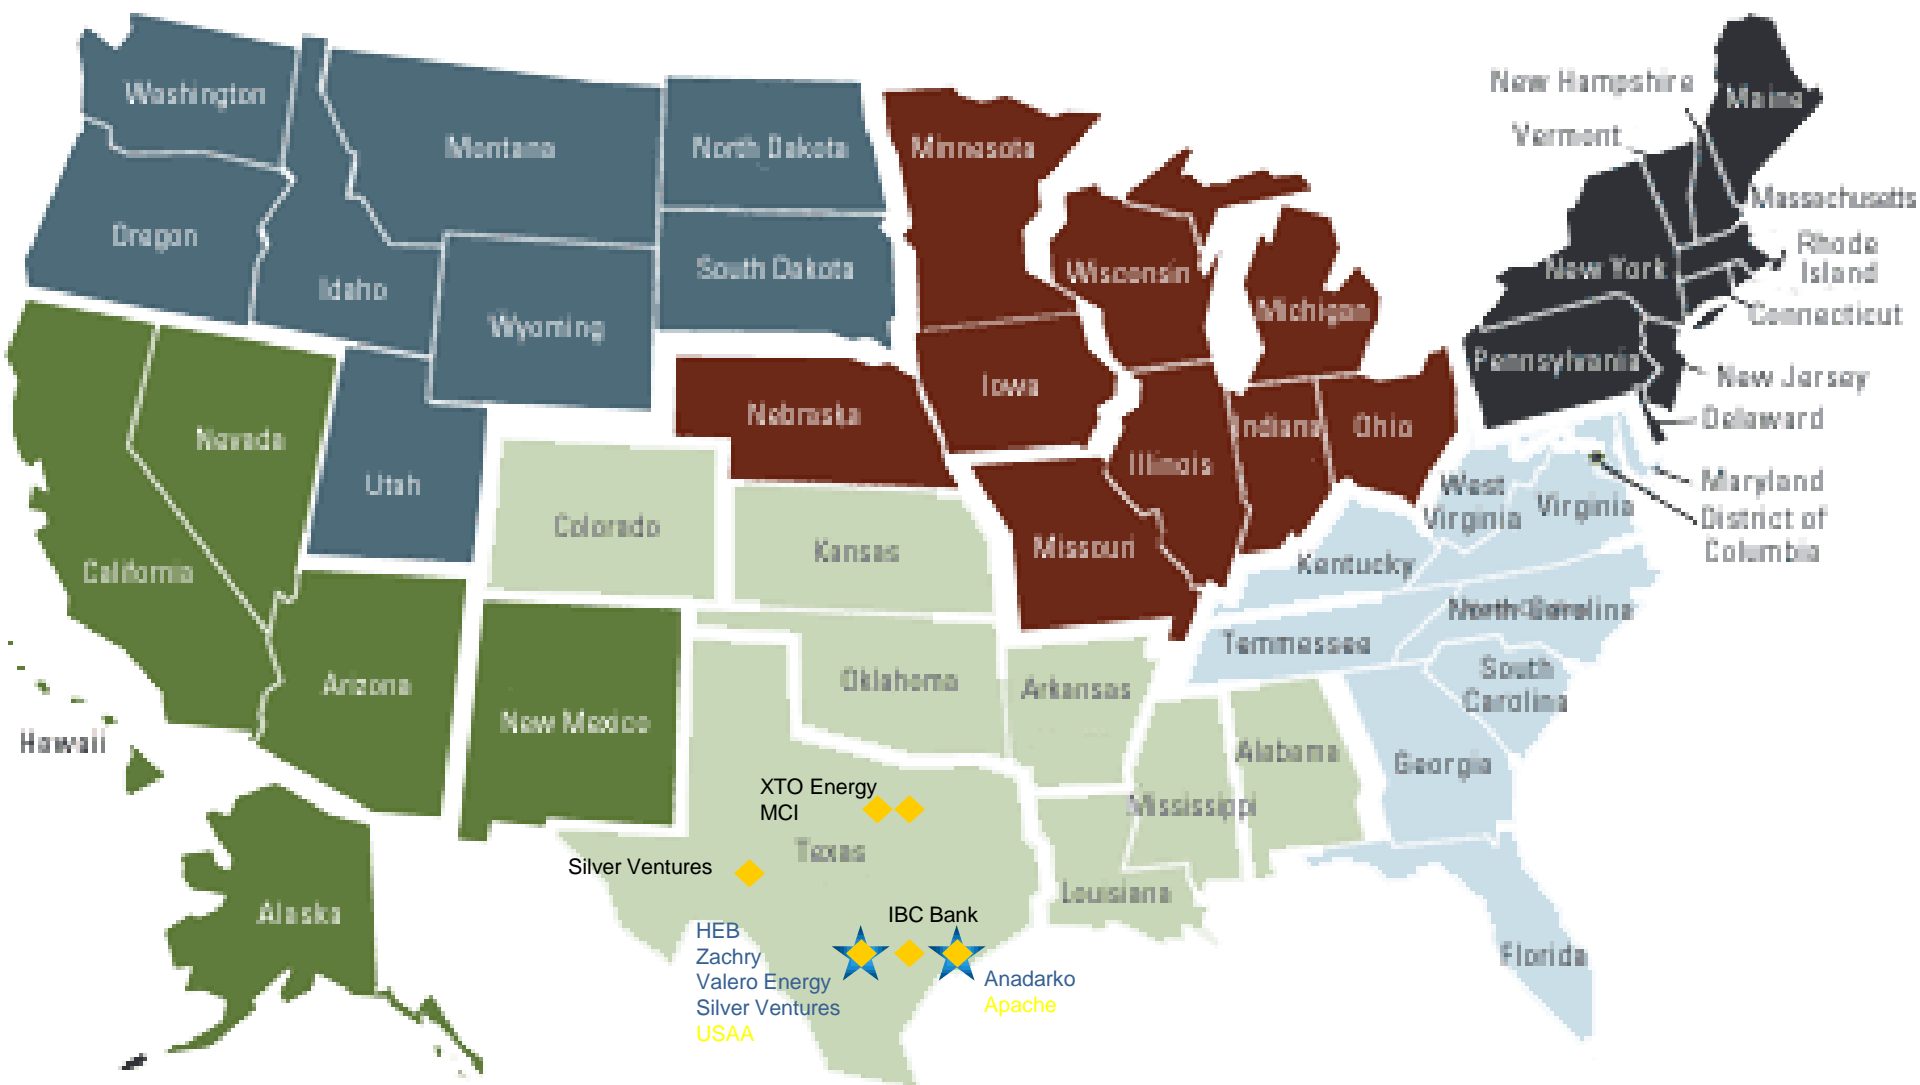 New Hampshire
Maine
Washington
Vermont
Montana
North Dakota
Minnesota
Massachusetts
Oregon
Rhode
Island
South Dakota
Wisconsin
New York
Idaho
Michigan
Connecticut
Wyoming
Pennsylvania
New Jersey
Iowa
Nebraska
Delaward
Nevada
Indiana
Ohio
Illinois
Utah
Maryland
West
Virginia
Virginia
District of
Columbia
Colorado
Kansas
Missouri
California
Kentucky
North Carolina
Temmessee
Arizona
Oklahoma
Arkansas
South
Carolina
New Mexico
Hawaii
Alabama
Georgia
XTO Energy
MCI
Mississippi
Texas
Silver Ventures
Louisiana
Alaska
IBC Bank
HEB
Zachry
Valero Energy
Silver Ventures
USAA
Anadarko
Apache
Florida